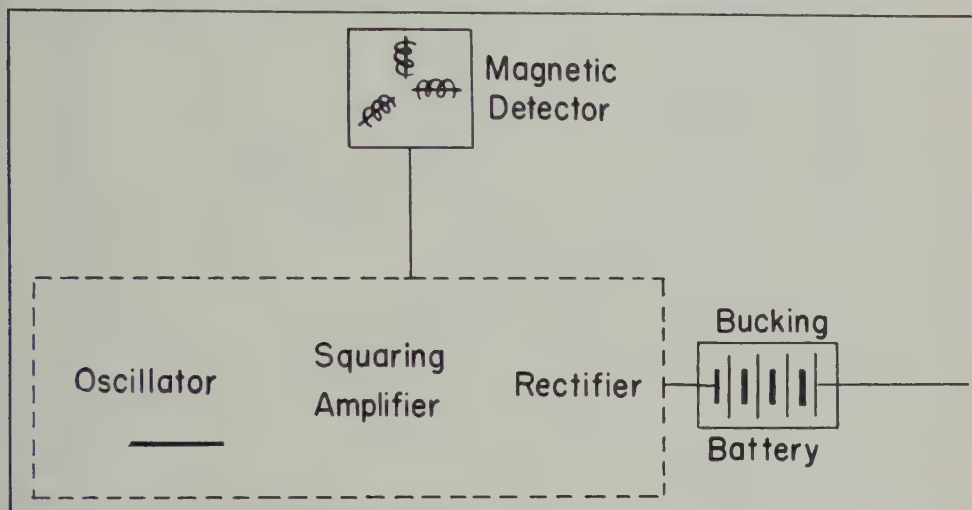 Magnetic
Detector
Oscillator
Squaring
Amplifier
Rectifier
Bucking
Battery